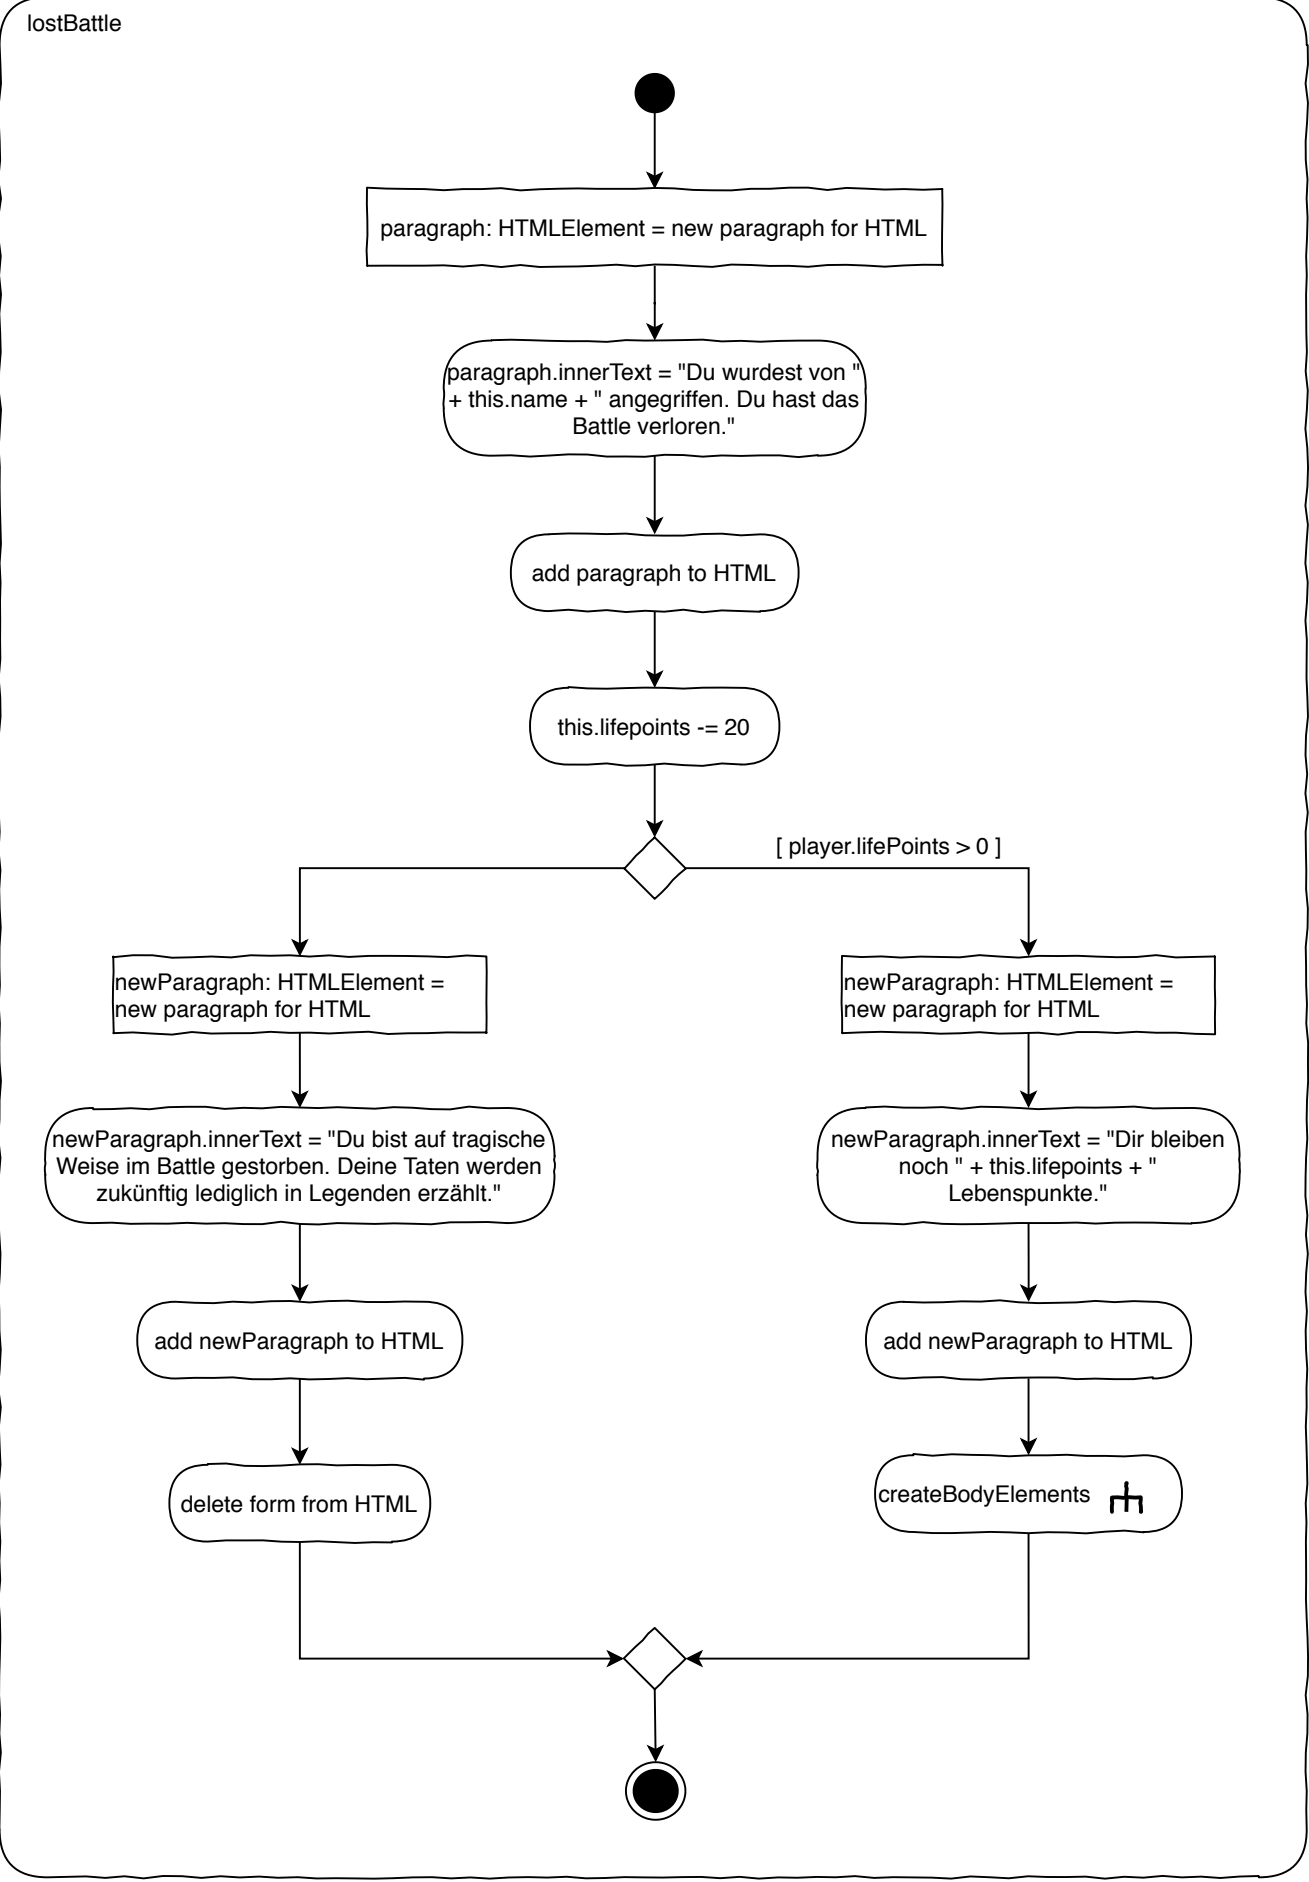 lostBattle
paragraph: HTMLElement = new paragraph for HTML
paragraph.innerText = "Du wurdest von "
+ this.name + " angegriffen. Du hast das
Battle verloren."
add paragraph to HTML
this.lifepoints -= 20
[ player.lifePoints > 0 ]
newParagraph: HTMLElement =
new paragraph for HTML
newParagraph.innerText = "Du bist auf tragische
Weise im Battle gestorben. Deine Taten werden
zukünftig lediglich in Legenden erzählt."
add newParagraph to HTML
delete form from HTML
newParagraph: HTMLElement =
new paragraph for HTML
newParagraph.innerText = "Dir bleiben
noch " + this.lifepoints + "
Lebenspunkte."
add newParagraph to HTML
createBodyElements